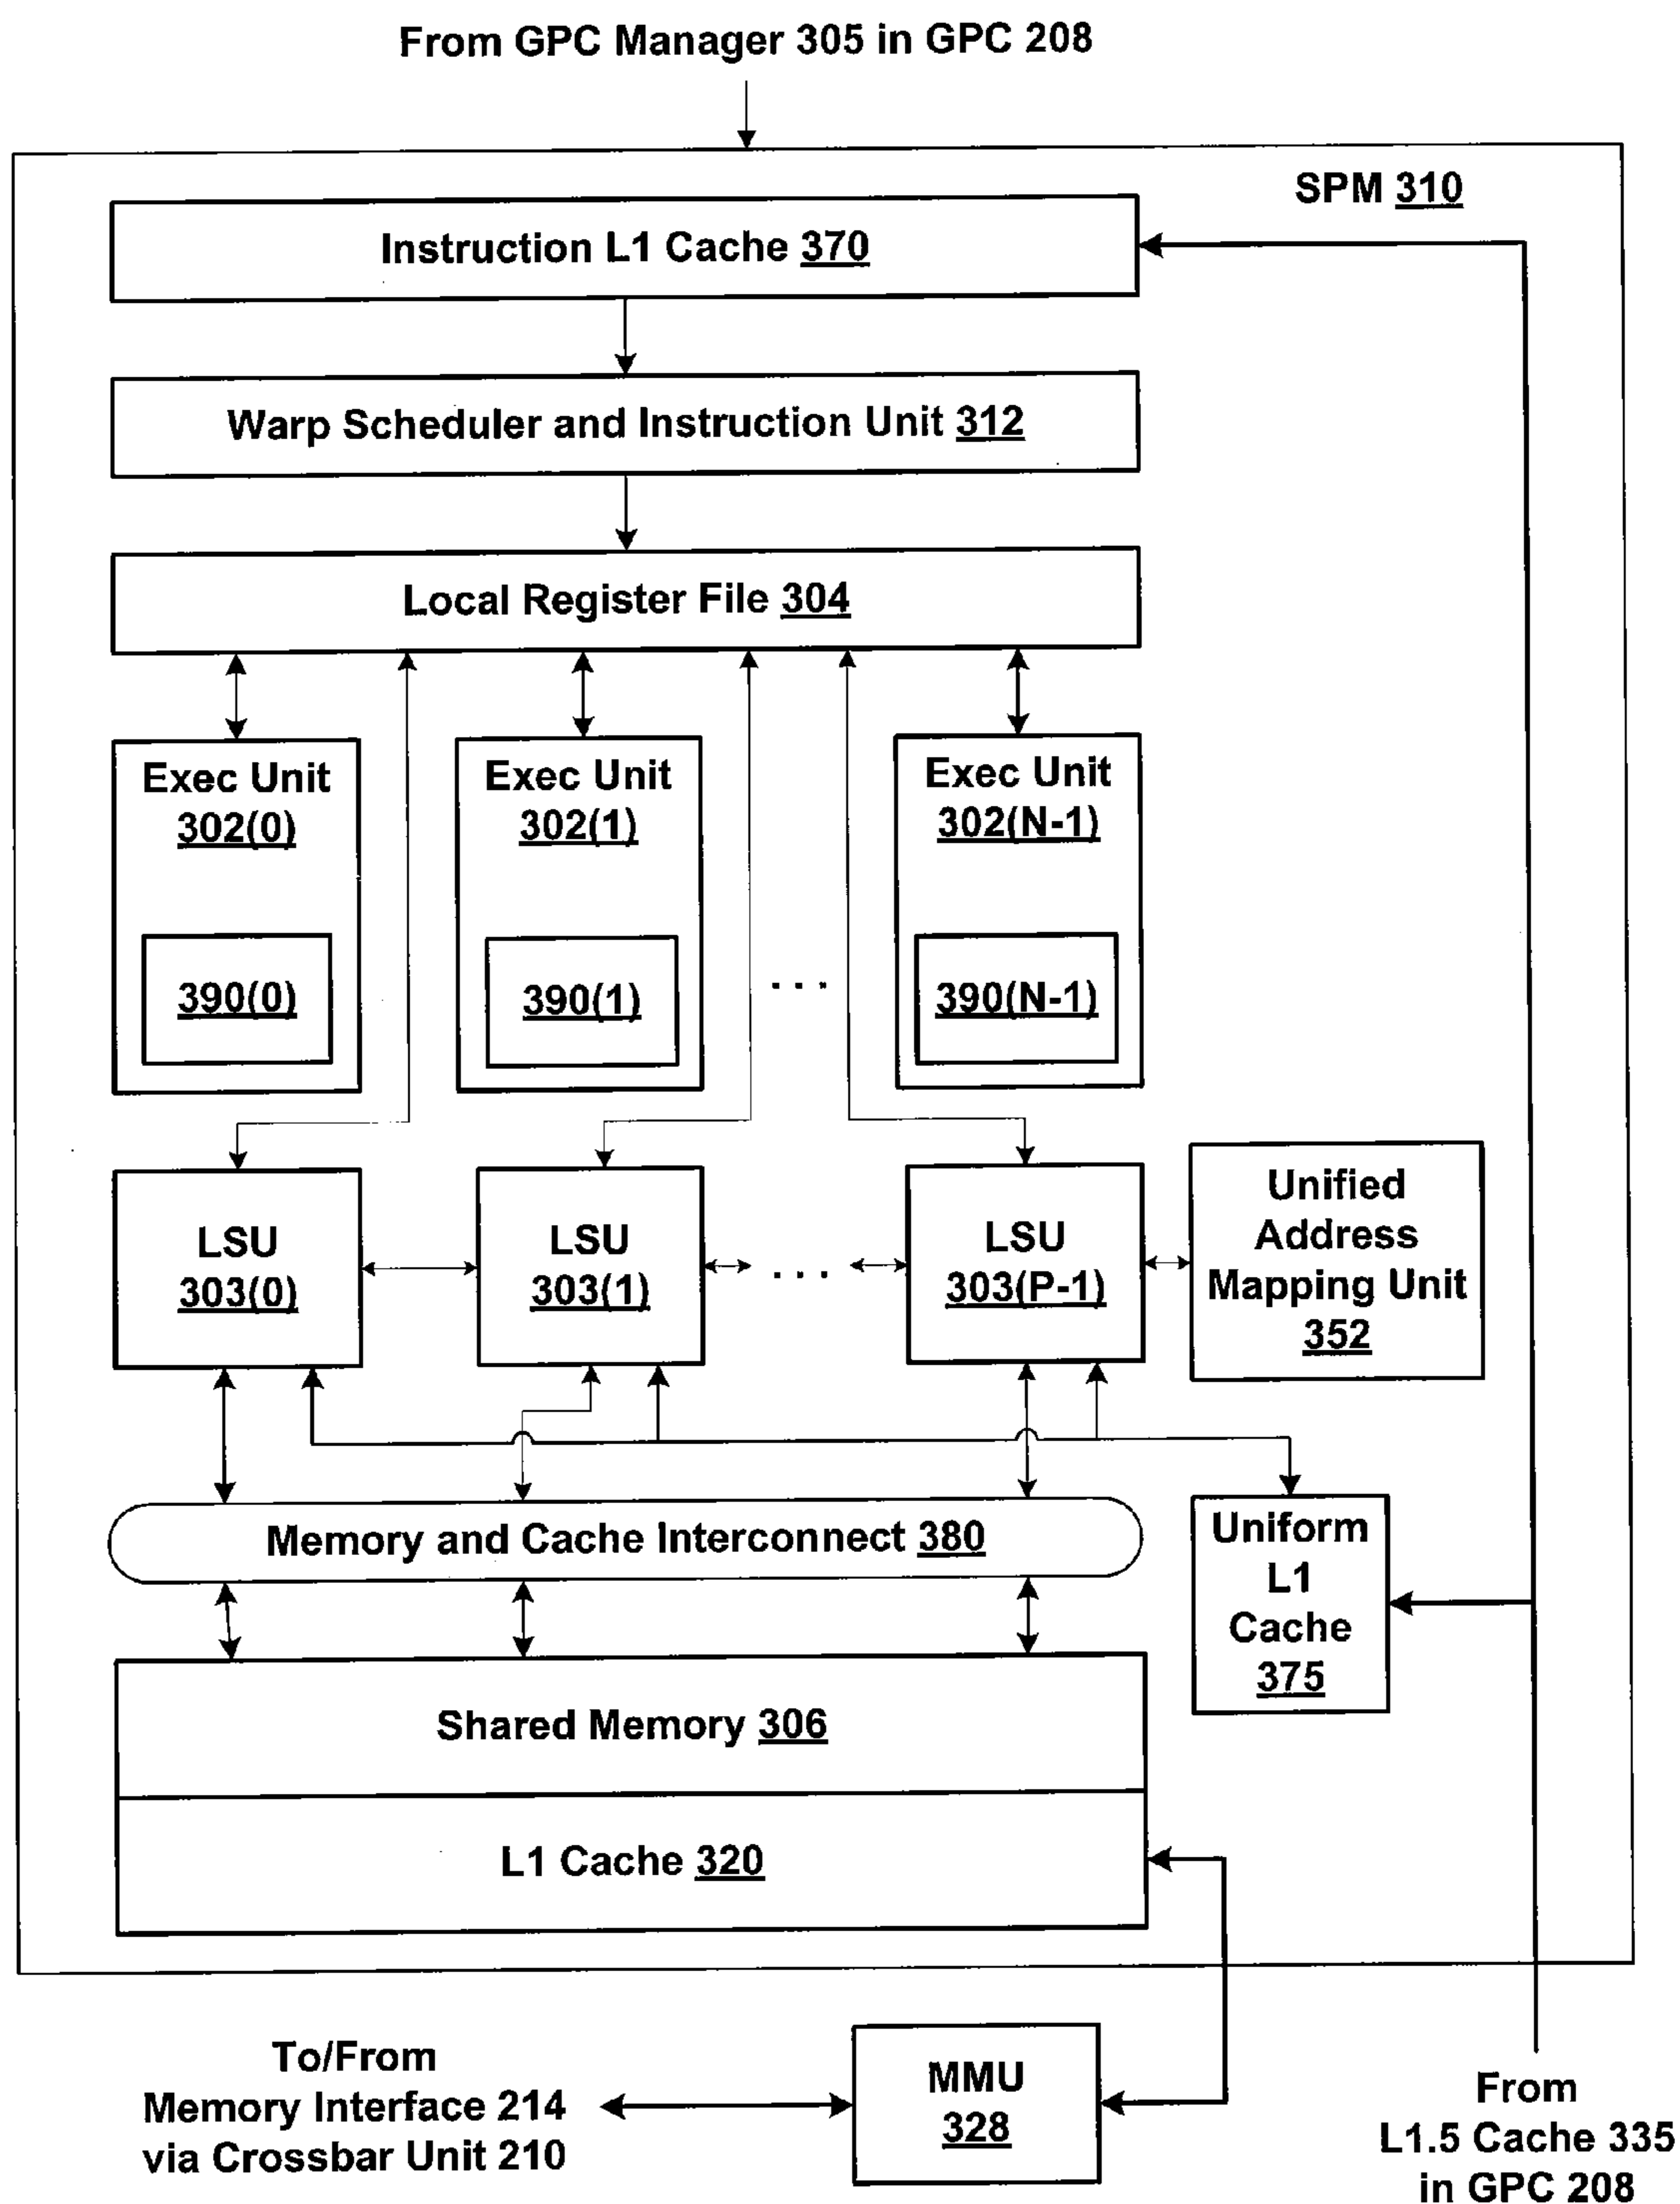 From GPC Manager 305 in GPC 208
SPM 310
Instruction L1 Cache 370
Warp Scheduler and Instruction Unit 312
Local Register File 304
Exec Unit
302(0)
390(0)
Exec Unit
302(1)
390(1)
. . .
Exec Unit
302(N-1)
390(N-1)
LSU
303(0)
LSU
303(1)
. . .
LSU
303(P-1)
Unified
Address
Mapping Unit
352
Memory and Cache Interconnect 380
Uniform
L1
Cache
375
Shared Memory 306
L1 Cache 320
To/From
Memory Interface 214
via Crossbar Unit 210
MMU
328
From
L1.5 Cache 335
in GPC 208